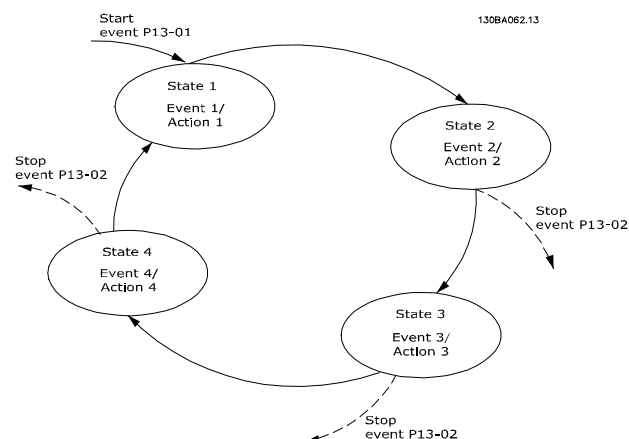 Start
event P13-01
130BA062.13
State 1
Event 1/
Action 1
State 2
Event 2/
Action 2
Stop
event P13-02
Stop
event P13-02
State 4
Event 4/
Action 4
State 3
Event 3/
Action 3
Stop
event P13-02